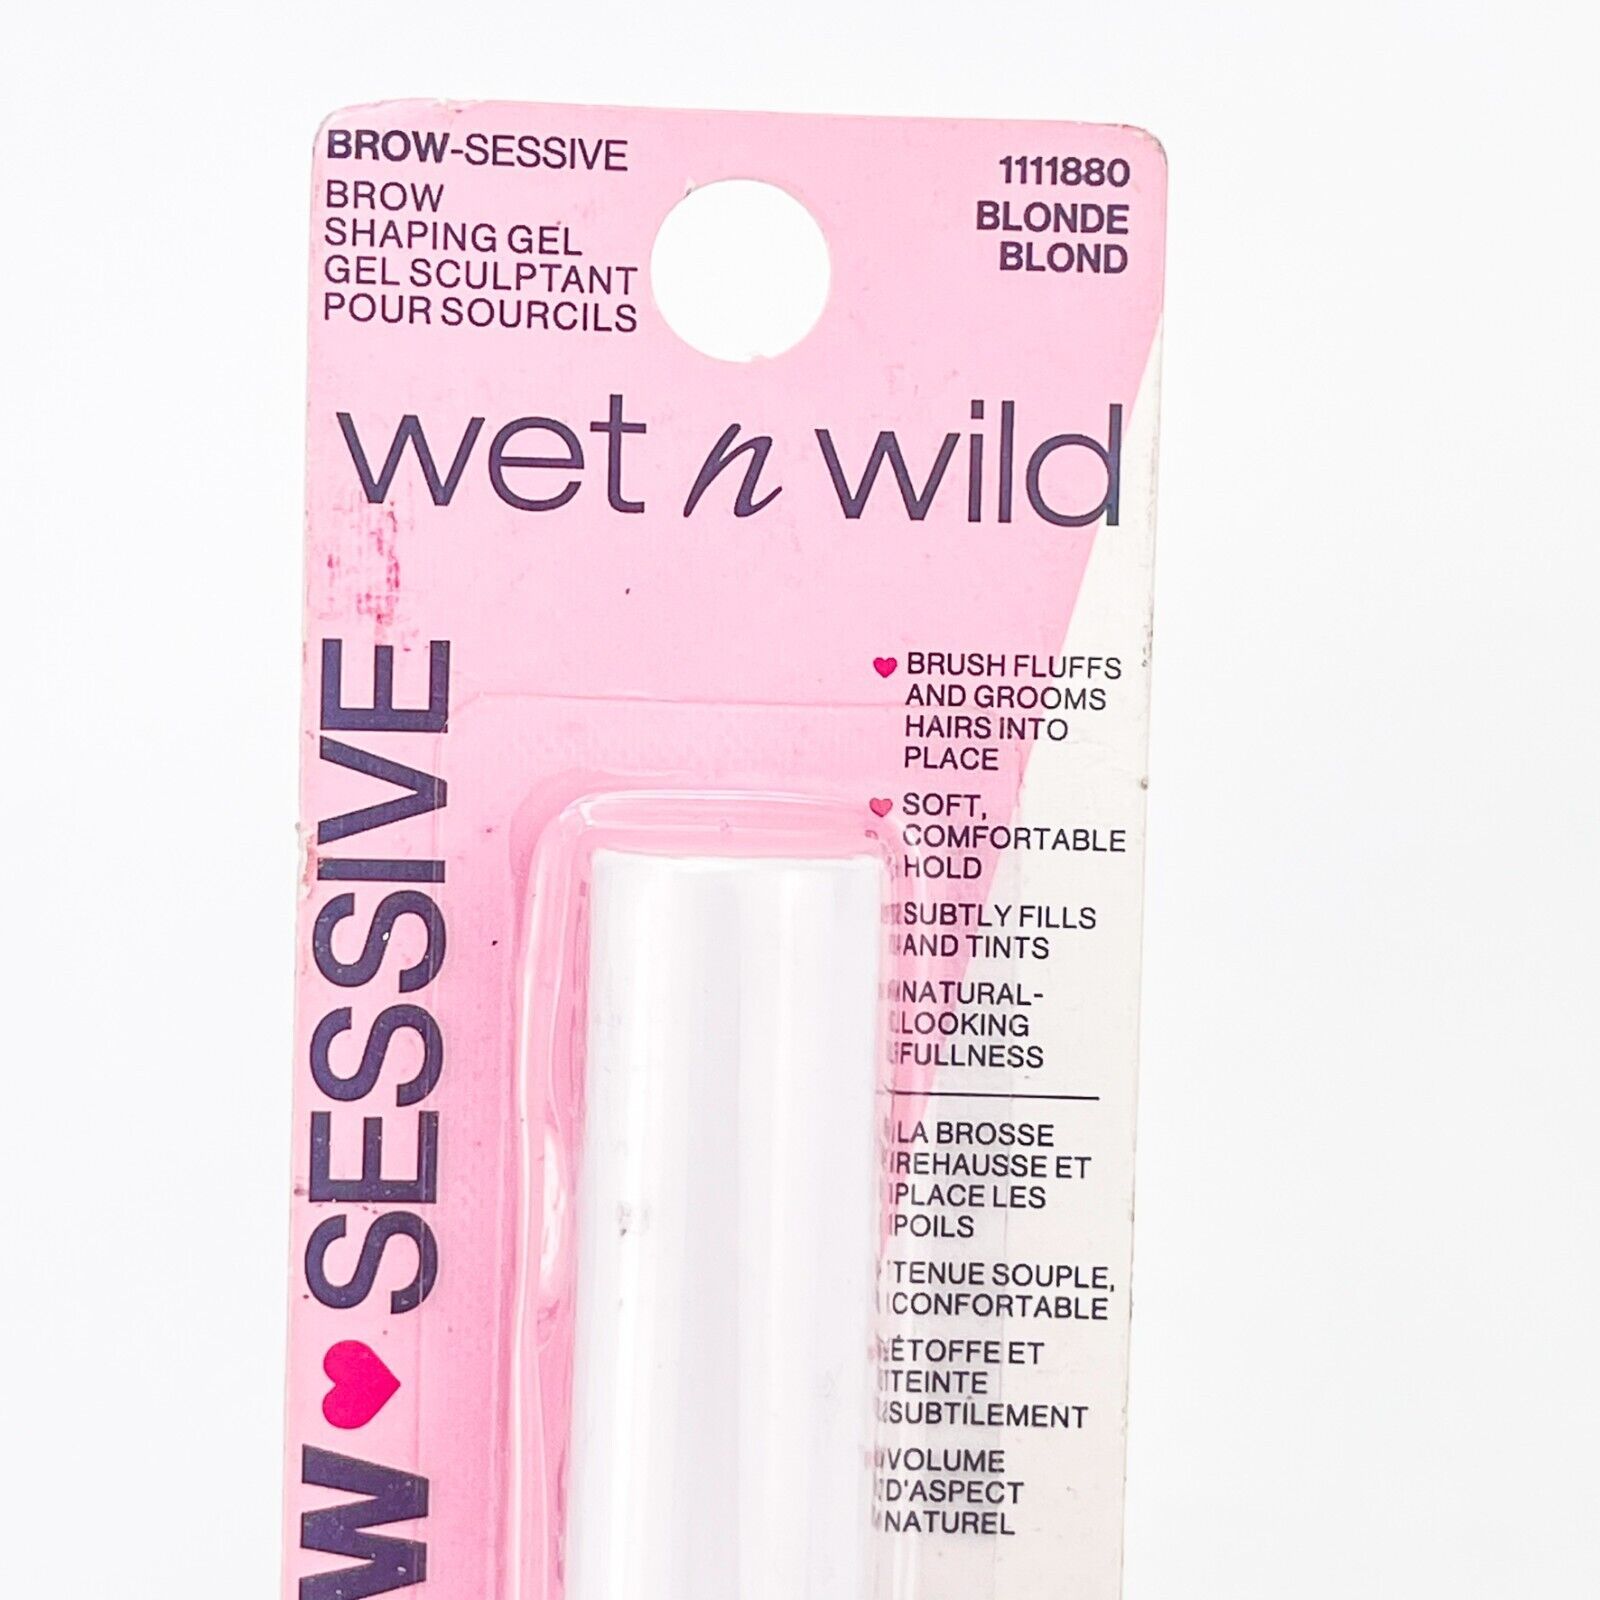 BROW-SESSIVE
BROW
SHAPING GEL
GEL SCULPTANT
POUR SOURCILS
1111880
BLONDE
BLOND
wet n wild
BRUSH FLUFFS
AND GROOMS
HAIRS INTO
PLACE
SOFT,
COMFORTABLE
HOLD
SUBTLY FILLS
AND TINTS
NATURAL-
LOOKING
FULLNESS
LA BROSSE
REHAUSSE ET
PLACE LES
POILS
TENUE SOUPLE,
CONFORTABLE
ÉTOFFE ET
TEINTE
SUBTILEMENT
VOLUME
D'ASPECT
NATUREL
W♥SESSIVE